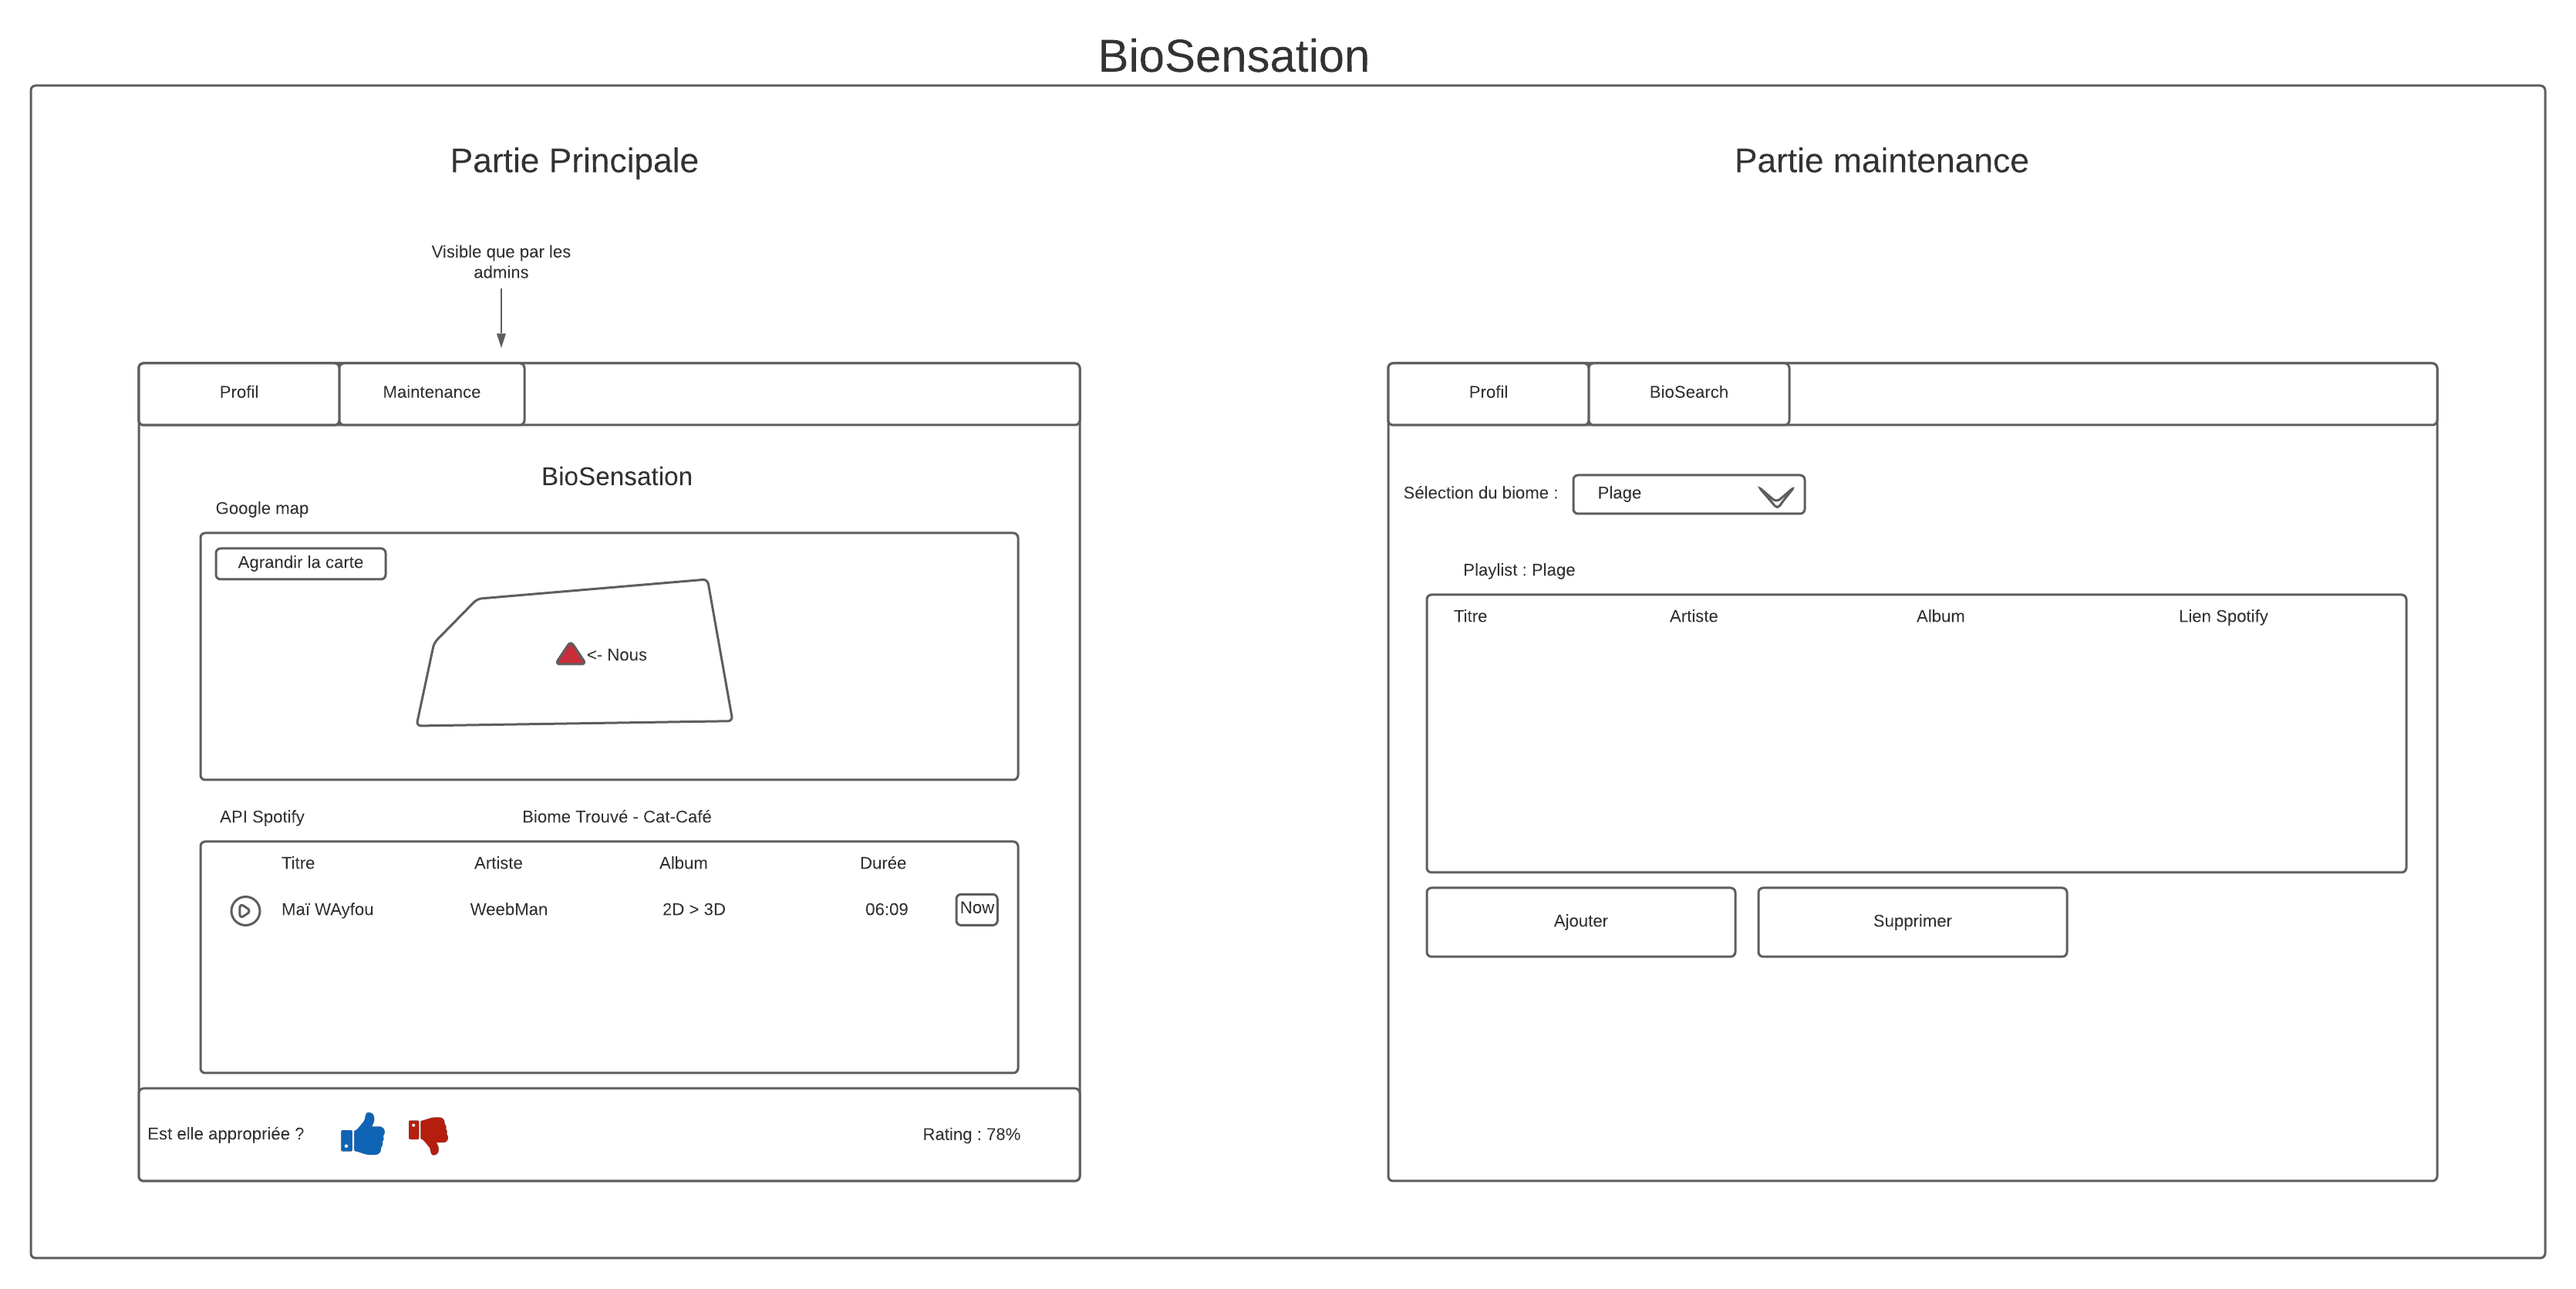 BioSensation
Partie Principale
Visible que par les
admins
Profil
Maintenance
BioSensation
Google map
Agrandir la carte
<- Nous
API Spotify
Biome Trouvé - Cat-Café
Titre
Artiste
Album
Durée
Maï WAyfou
WeebMan
2D > 3D
06:09
Now
Est elle appropriée ?
Rating : 78%
Partie maintenance
Profil
BioSearch
Sélection du biome :
Plage
Playlist : Plage
Titre
Artiste
Album
Lien Spotify
Ajouter
Supprimer